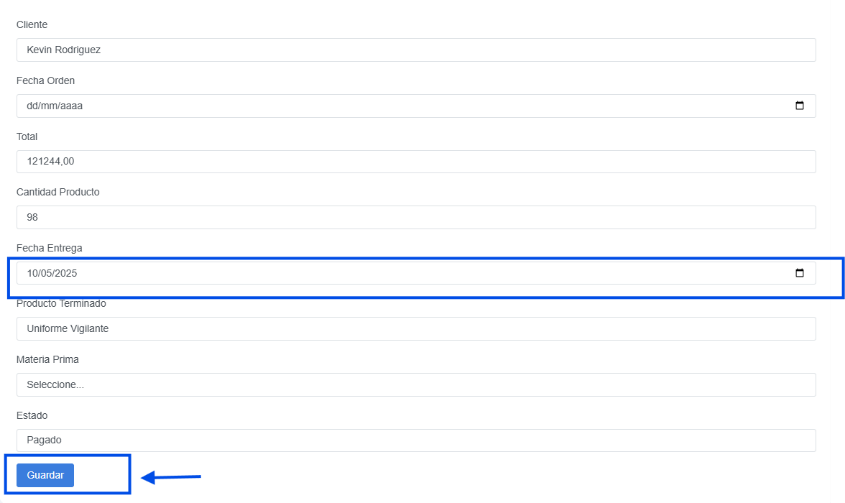 Cliente
Kevin Rodriguez
Fecha Orden
dd/mm/aaaa
Total
121244,00
Cantidad Producto
98
Fecha Entrega
10/05/2025
Producto Terminado
Uniforme Vigilante
Materia Prima
Seleccione...
Estado
Pagado
Guardar